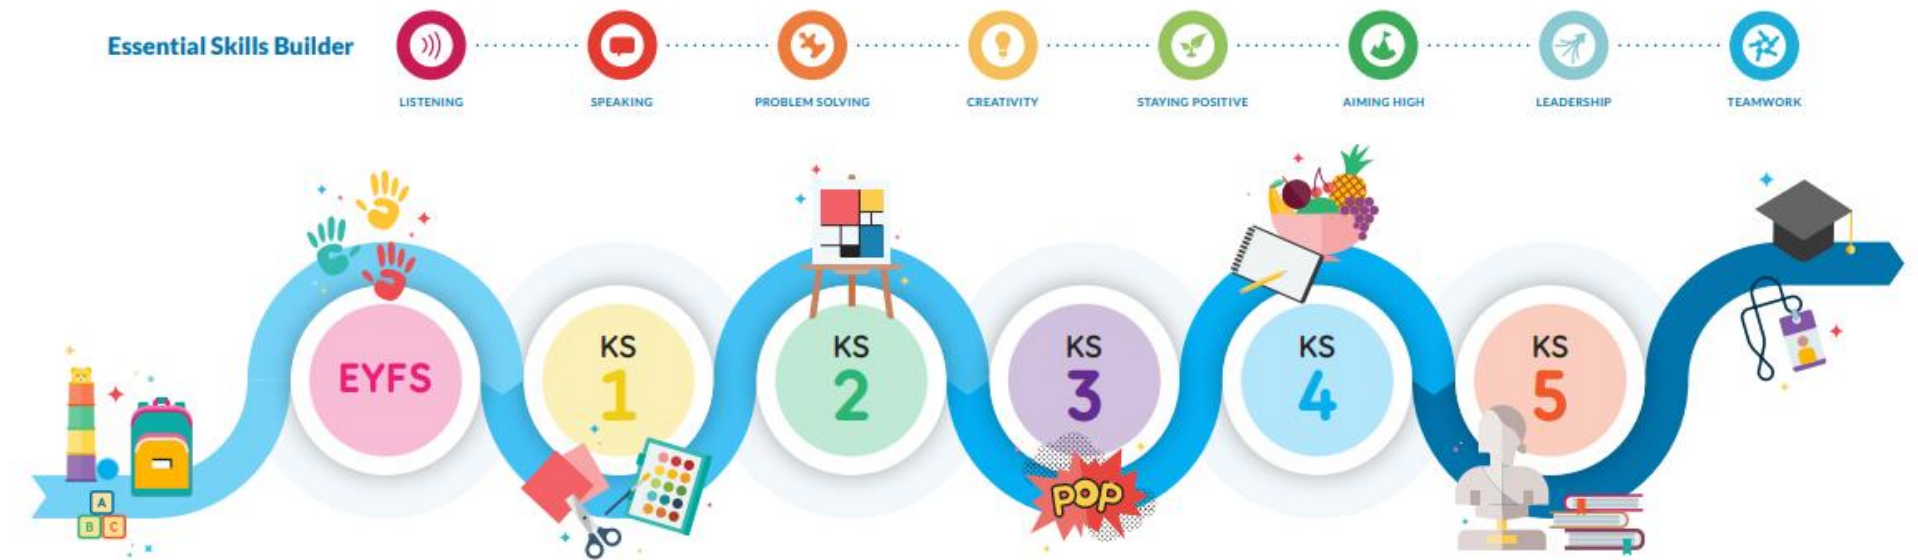 Essential Skills Builder
LISTENING
SPEAKING
PROBLEM SOLVING
CREATIVITY
STAYING POSITIVE
AIMING HIGH
LEADERSHIP
TEAMWORK
EYFS
KS
1
KS
2
KS
3
KS
4
KS
5
A
B C
POP